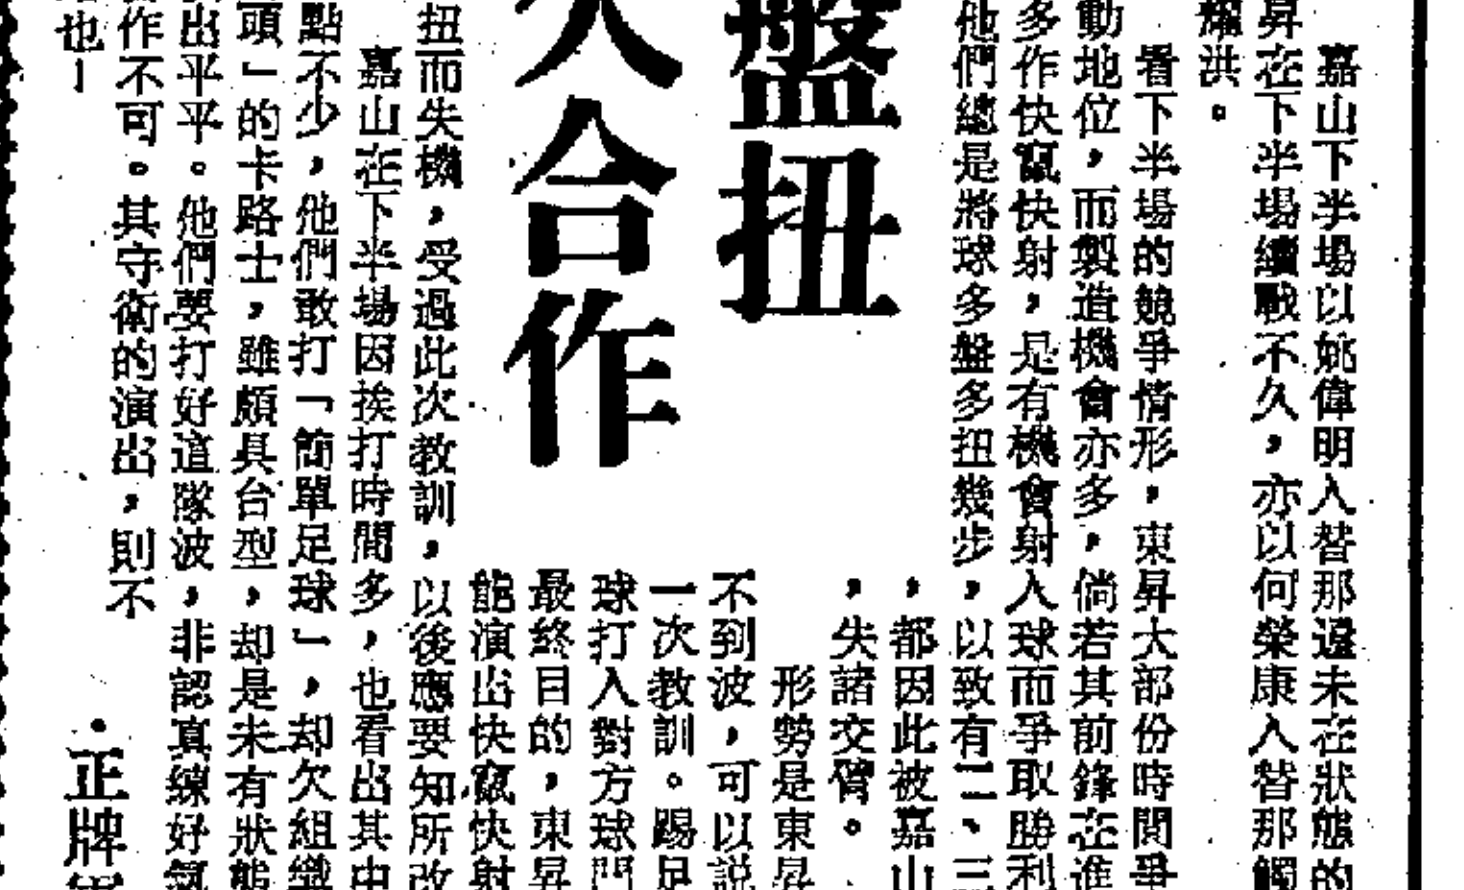 嘉山下半場以姚偉明入替那還未在狀態的
昇在下半場續戰不久，亦以何榮康入替那觸
耀洪。
看下半場的競爭情形，東昇大部份時間爭
動地位，而製造機會亦多，倘若其前鋒在進
多作快竄快射，是有機會射入球而爭取勝利
他們總是將球多盤多扭幾步，以致有二、三
，都因此被嘉山
，失諸交臂。
盤扭
形勢是東昇
不到波，可以説
一次教訓。踢足
球打入對方球門
最終目的，東昇
能演出快竄快射
合作
扭而失機，受過此次教訓，以後應要知所改
嘉山在下半場因挨打時間多，也看出其中
點不少，他們敢打「簡單足球」，却欠組織
頭」的卡路士，雖頗具台型，却是未有狀態
出平平。他們要打好這隊波，非認真練好氣
作不可。其守衛的演出，則不
也！
・正牌